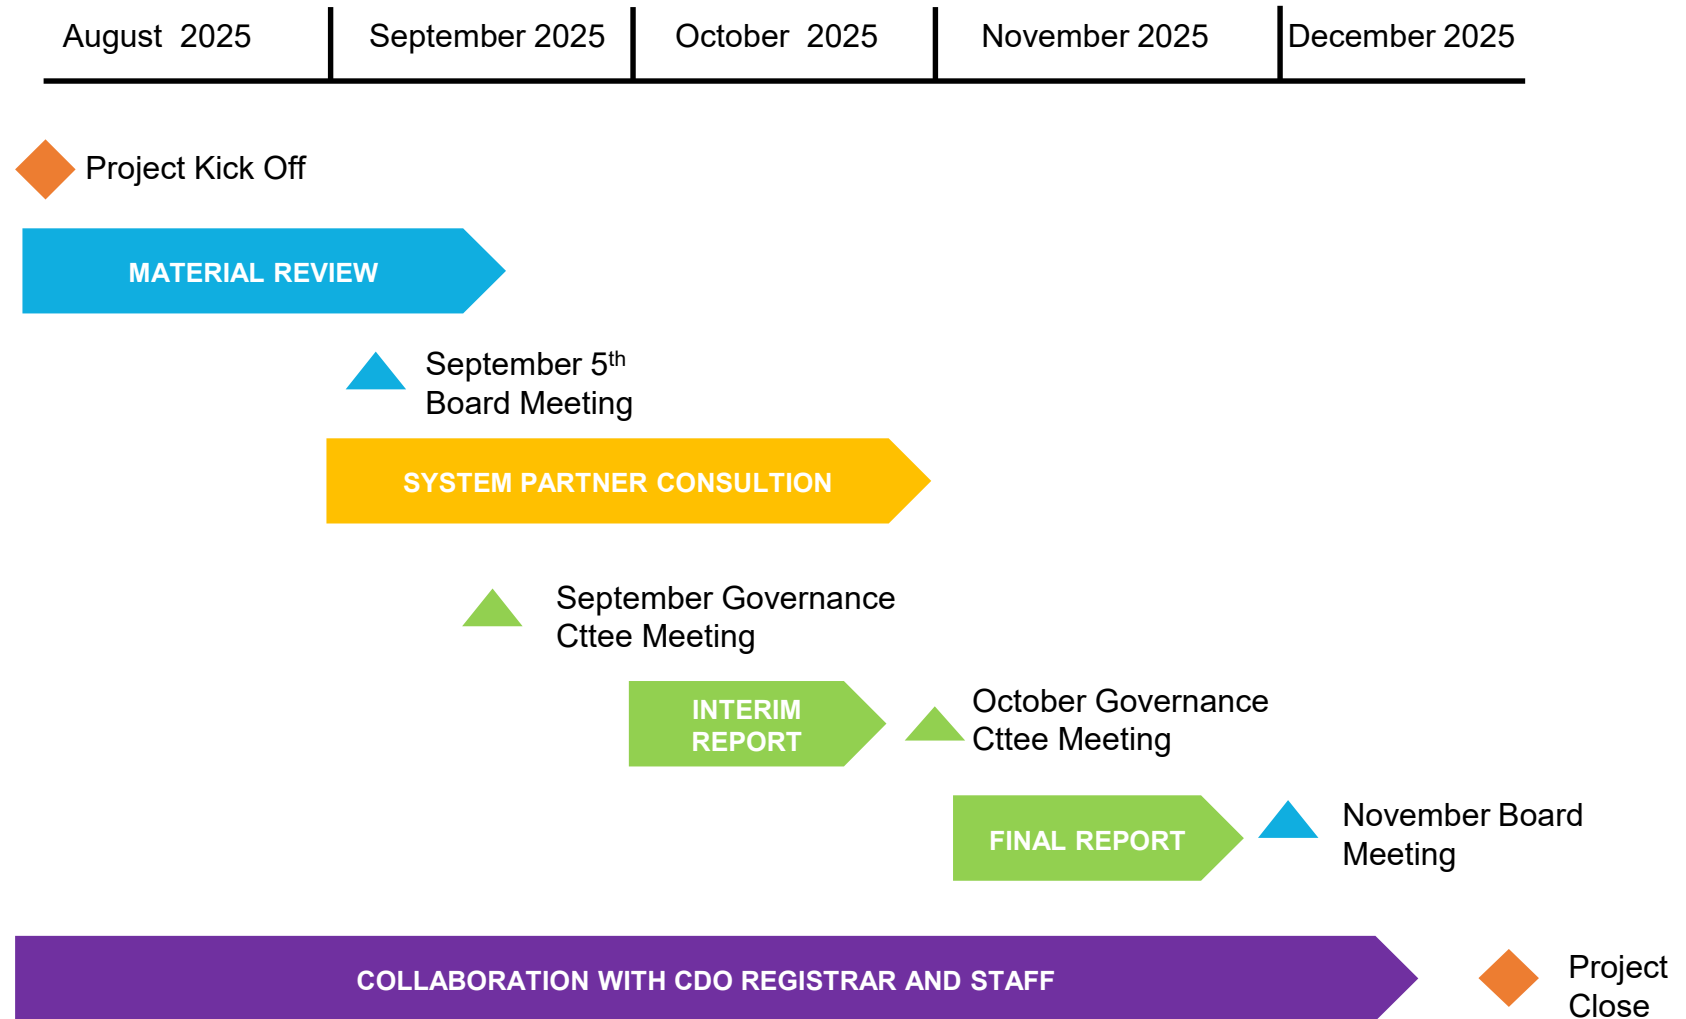 August 2025
September 2025
October 2025
November 2025
December 2025
Project Kick Off
MATERIAL REVIEW
September 5th
Board Meeting
SYSTEM PARTNER CONSULTION
September Governance
Cttee Meeting
INTERIM
REPORT
October Governance
Cttee Meeting
FINAL REPORT
November Board
Meeting
COLLABORATION WITH CDO REGISTRAR AND STAFF
Project
Close